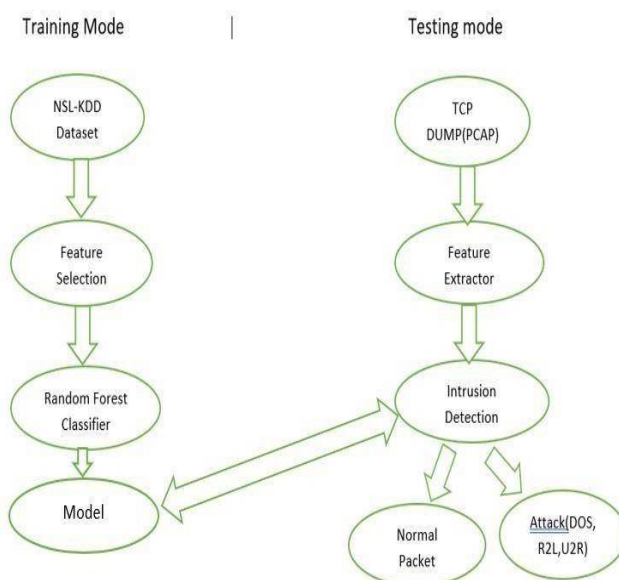 Training Mode | Testing mode
NSL-KDD
Dataset
TCP
DUMP(PCAP)
Feature
Selection
Feature
Extractor
Random Forest
Classifier
Intrusion
Detection
Model
Normal
Packet
Attack(DOS,
R2L,U2R)